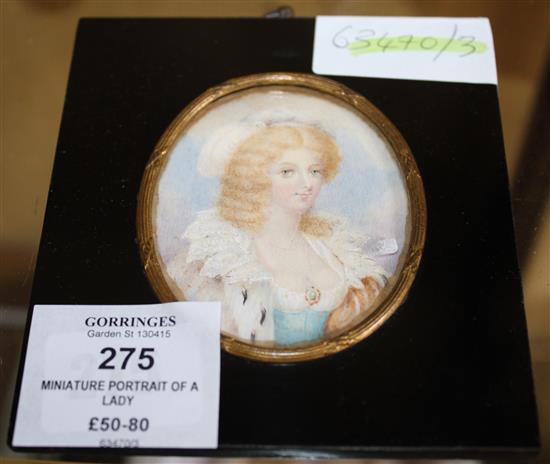 63470/3
GORRINGES
Garden St 130415
275
MINIATURE PORTRAIT OF A
LADY
£50-80
63470/3